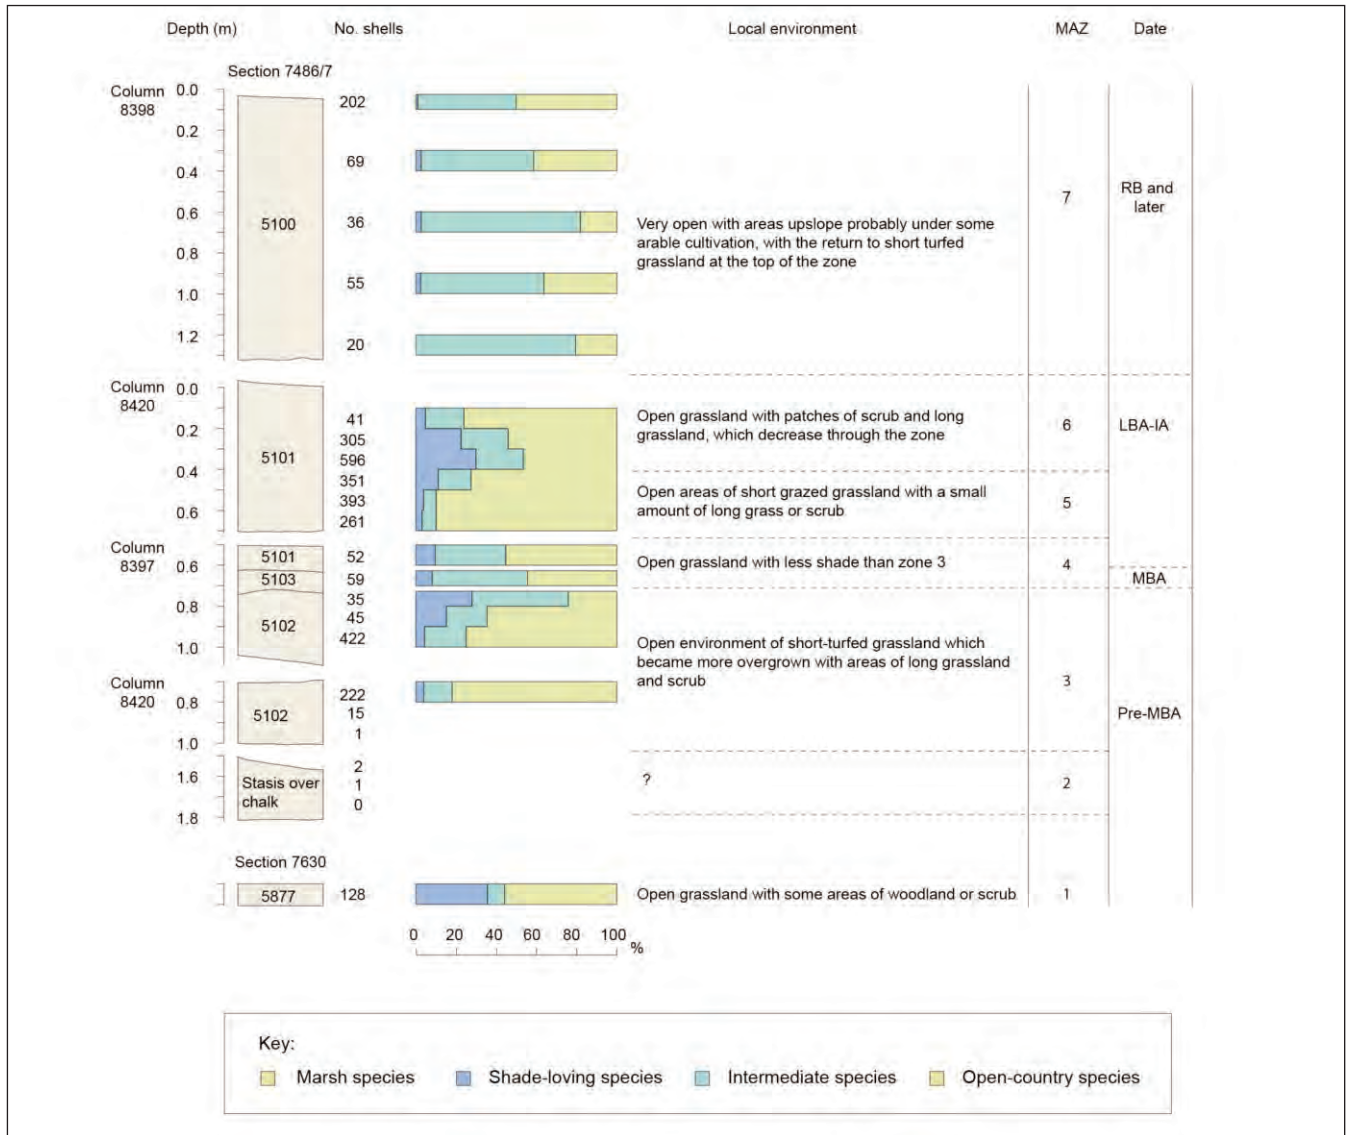 Depth (m) No. shells Local environment MAZ Date
Section 7486/7
Column
8398
0.0
0.2
0.4
0.6
0.8
1.0
1.2
5100
202
69
36
55
20
Very open with areas upslope probably under some
arable cultivation, with the return to short turfed
grassland at the top of the zone
7
RB and
later
Column
8420
0.0
0.2
0.4
0.6
5101
41
305
596
351
393
261
Open grassland with patches of scrub and long
grassland, which decrease through the zone
6
LBA-IA
Open areas of short grazed grassland with a small
amount of long grass or scrub
5
Column
8397
0.6
0.8
1.0
5101
5103
5102
52
59
35
45
422
Open grassland with less shade than zone 3
4
MBA
Open environment of short-turfed grassland which
became more overgrown with areas of long grassland
and scrub
3
Pre-MBA
Column
8420
0.8
1.0
1.6
1.8
5102
222
15
1
Stasis over
chalk
2
1
0
?
2
Section 7630
5877
128
Open grassland with some areas of woodland or scrub
1
0 20 40 60 80 100
%
Key:
Marsh species Shade-loving species Intermediate species Open-country species